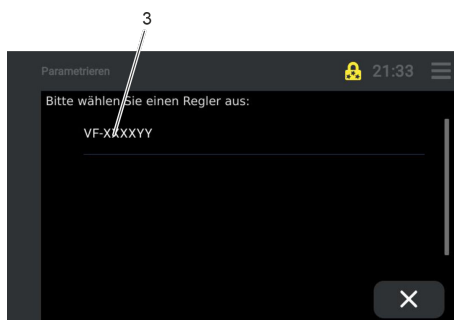 3
Parametrieren
21:33
Bitte wählen Sie einen Regler aus:
VF-XXXXYY